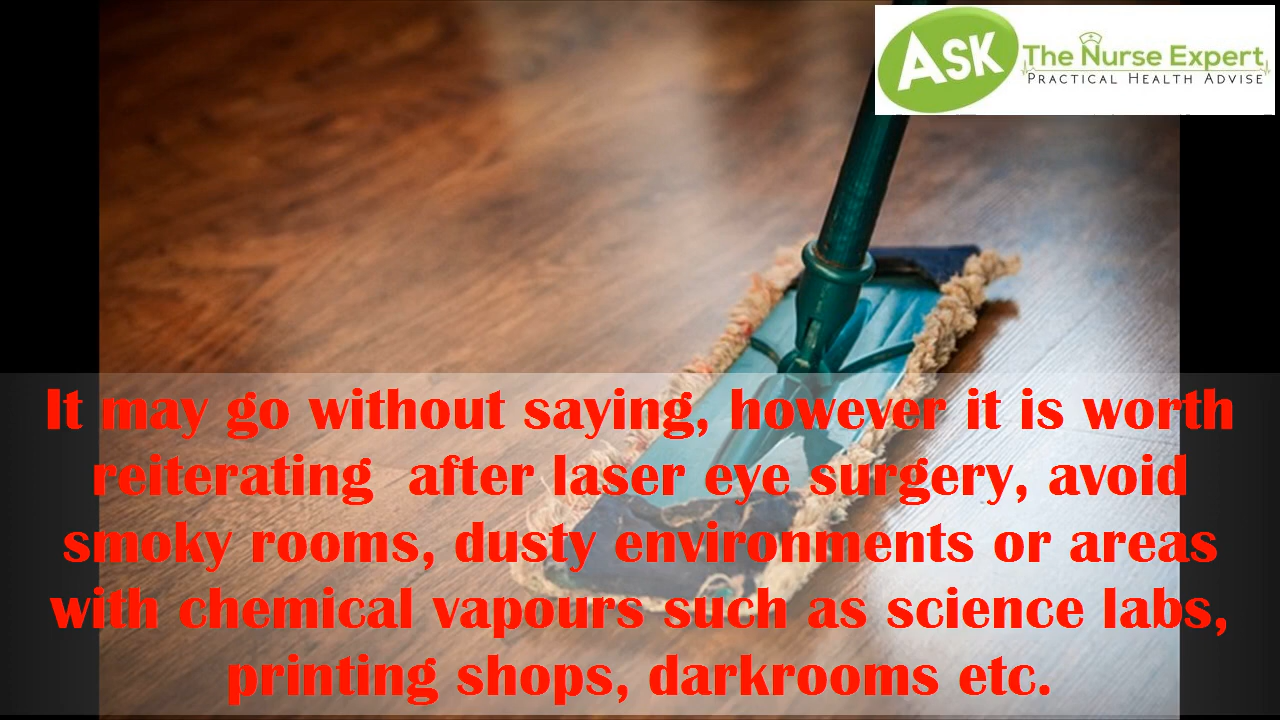 ASK The Nurse Expert
PRACTICAL HEALTH ADVISE
It may go without saying, however it is worth
reiterating after laser eye surgery, avoid
smoky rooms, dusty environments or areas
with chemical vapours such as science labs,
printing shops, darkrooms etc.